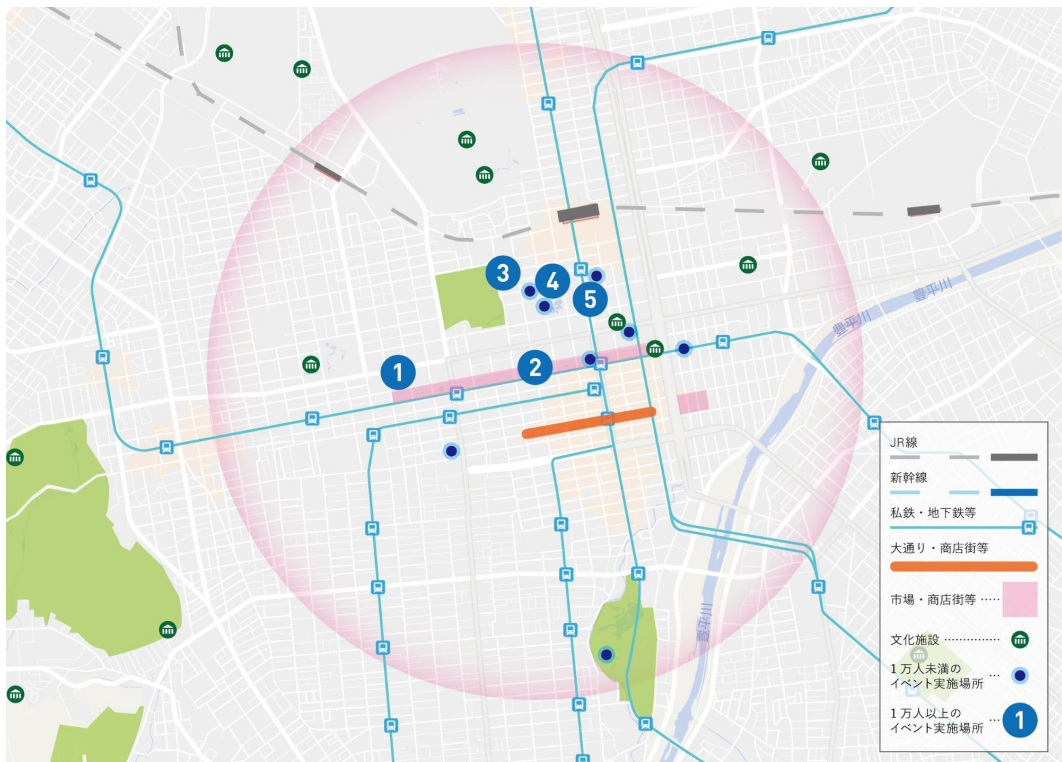 3
4
5
1
2
豊平川
豊平川
豊平川
JR線
新幹線
私鉄・地下鉄等
大通り・商店街等
市場・商店街等 ……
文化施設 ……………
1万人未満の
イベント実施場所 …
1万人以上の
イベント実施場所 … 1